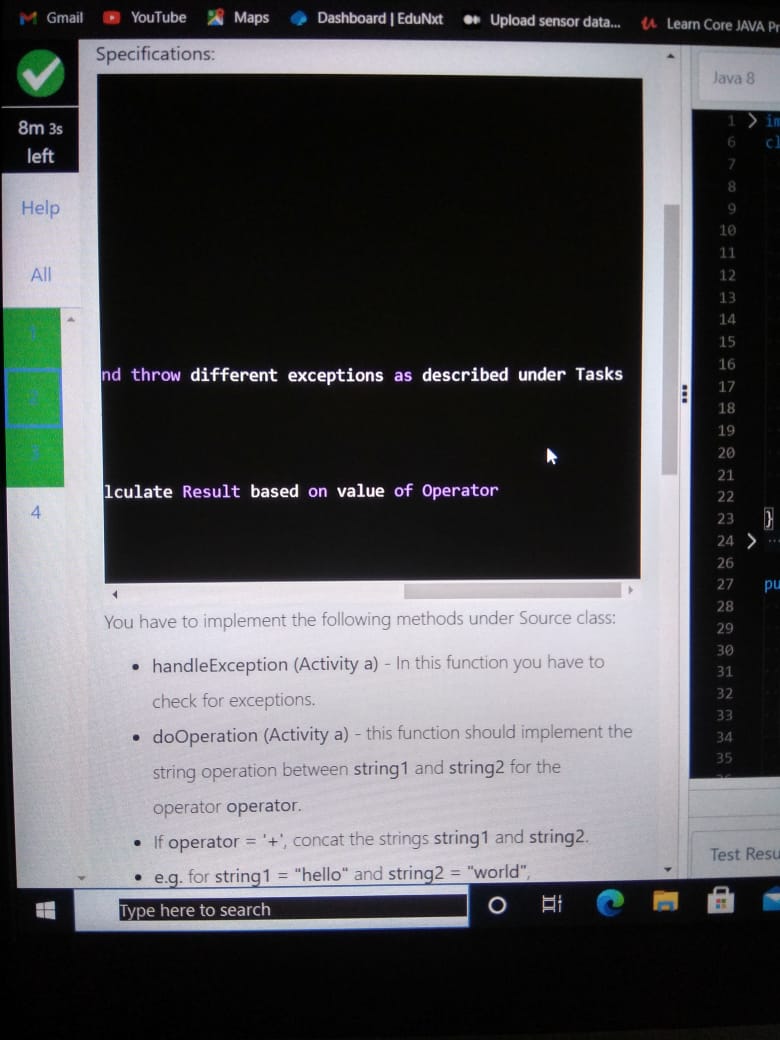 Gmail YouTube Maps Dashboard | EduNxt Upload sensor data... Learn Core JAVA Pr
Specifications:
8m 3s
left
Help
All
1
2
3
4
nd throw different exceptions as described under Tasks
lculate Result based on value of Operator
You have to implement the following methods under Source class:
• handleException (Activity a) - In this function you have to
check for exceptions.
• doOperation (Activity a) - this function should implement the
string operation between string1 and string2 for the
operator operator.
• If operator = '+', concat the strings string1 and string2.
• e.g. for string1 = "hello" and string2 = "world",
Java 8
1 > im
6 cl
7
8
9
10
11
12
13
14
15
16
17
18
19
20
21
22
23 }
24 > ...
26
27 pu
28
29
30
31
32
33
34
35
Test Resu
Type here to search